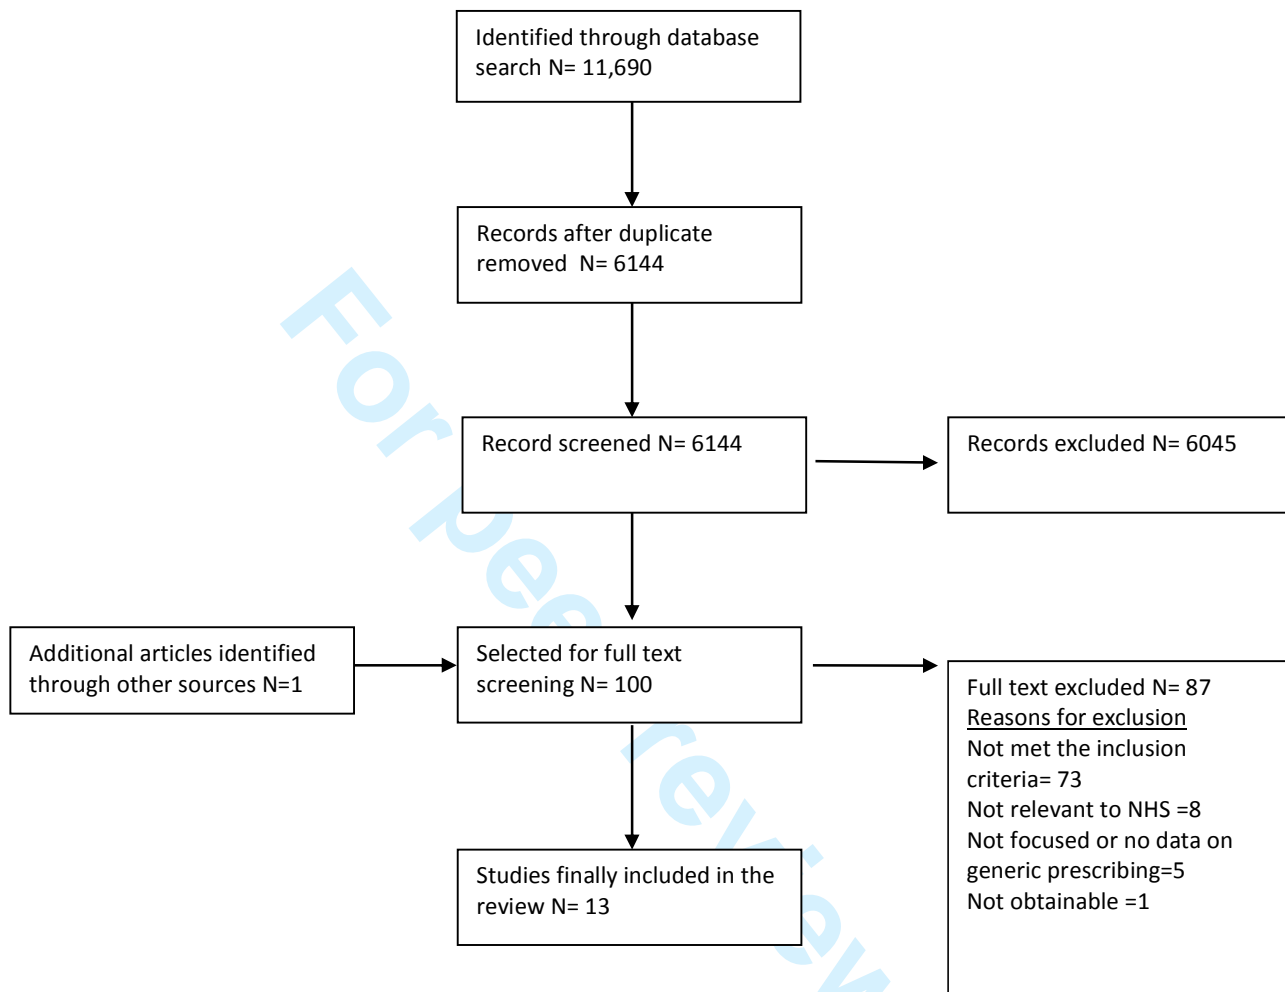 Identified through database
search N= 11,690
Records after duplicate
removed  N= 6144
Record screened N= 6144
Records excluded N= 6045
Additional articles identified
through other sources N=1
Selected for full text
screening N= 100
Full text excluded N= 87
Reasons for exclusion
Not met the inclusion
criteria= 73
Not relevant to NHS =8
Not focused or no data on
generic prescribing=5
Not obtainable =1
Studies finally included in the
review N= 13
For peer review